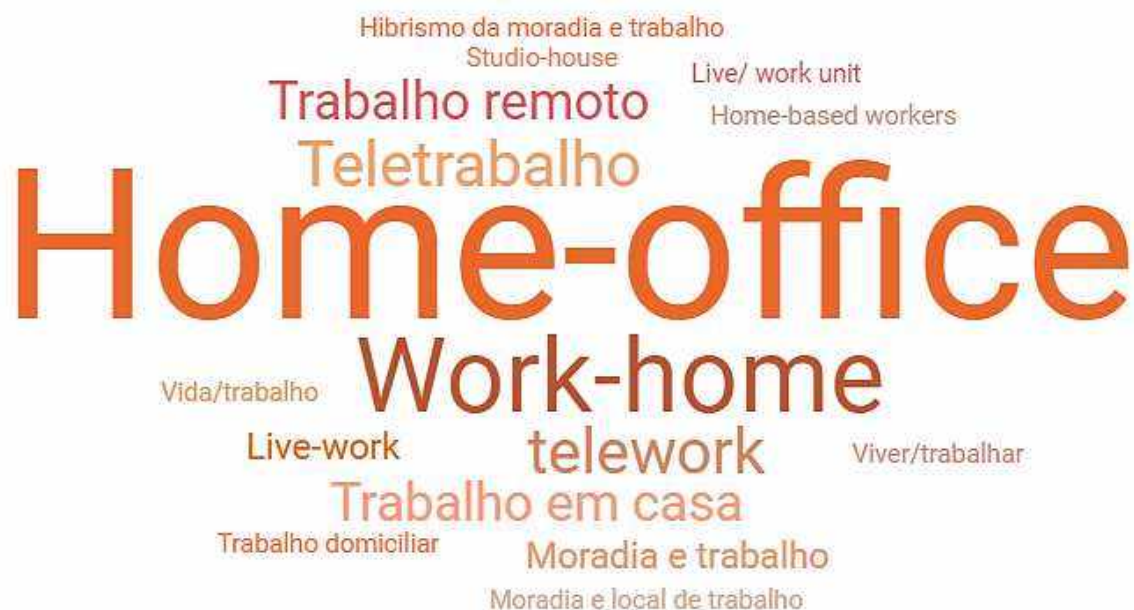 Hibrismo da moradia e trabalho
Studio-house
Live/ work unit
Trabalho remoto
Home-based workers
Teletrabalho
Home-office
Work-home
Vida/trabalho
Live-work
telework
Viver/trabalhar
Trabalho em casa
Trabalho domiciliar
Moradia e trabalho
Moradia e local de trabalho